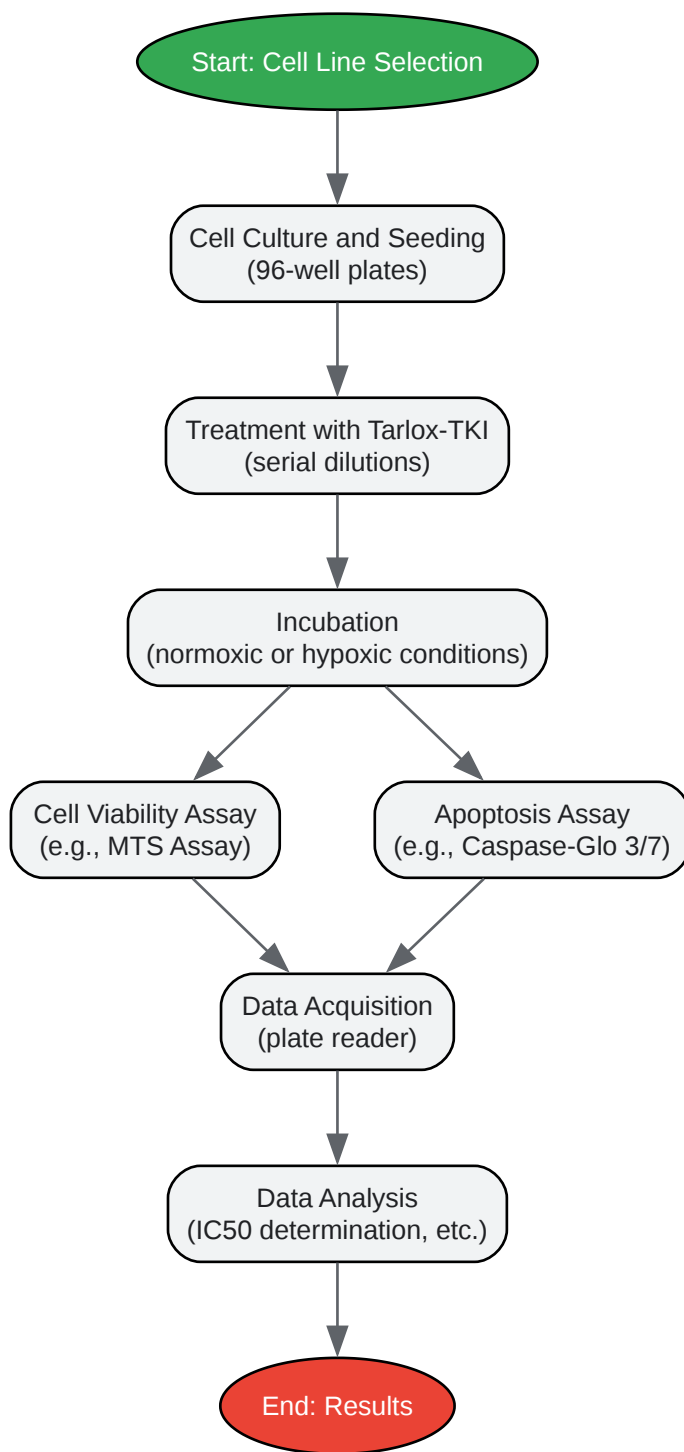 Start: Cell Line Selection
Cell Culture and Seeding
(96-well plates)
Treatment with Tarlox-TKI
(serial dilutions)
Incubation
(normoxic or hypoxic conditions)
Cell Viability Assay
(e.g., MTS Assay)
Apoptosis Assay
(e.g., Caspase-Glo 3/7)
Data Acquisition
(plate reader)
Data Analysis
(IC50 determination, etc.)
End: Results